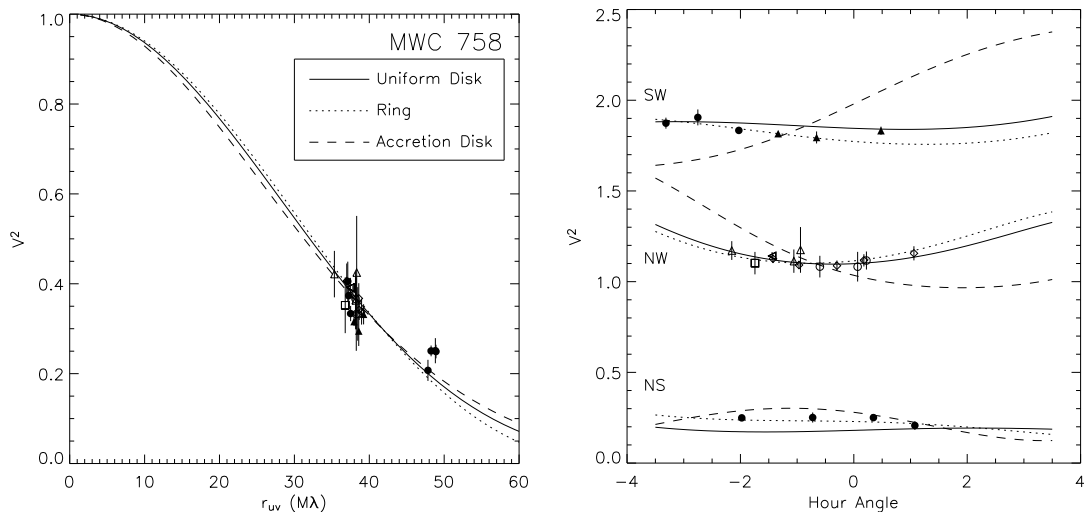 MWC 758
Uniform Disk
Ring
Accretion Disk
1.0
0.8
0.6
0.4
0.2
0.0
V²
0 10 20 30 40 50 60
r_uv (Mλ)
2.5
2.0
1.5
1.0
0.5
0.0
V²
SW
NW
NS
−4 −2 0 2 4
Hour Angle